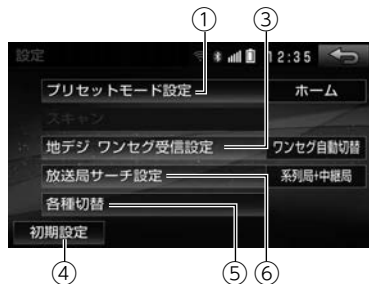 ① ③
設定 12:35
プリセットモード設定 ホーム
スキャン
地デジ ワンセグ受信設定 ワンセグ自動切替
放送局サーチ設定 系列局+中継局
各種切替
初期設定
④ ⑤ ⑥